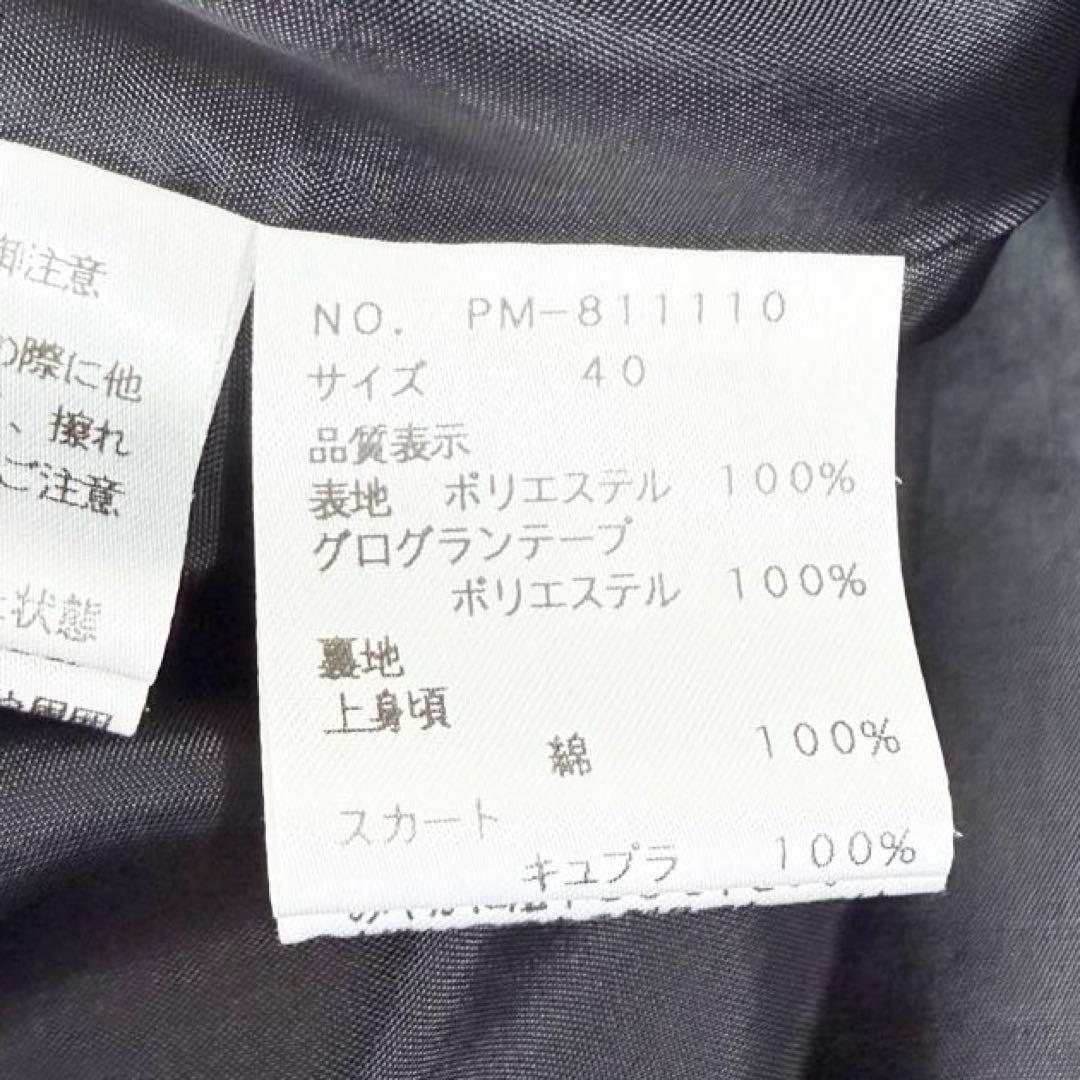 御注意
の際に他
、擦れ
ご注意
状態
NO. PM-811110
サイズ 40
品質表示
表地 ポリエステル 100%
グログランテープ
ポリエステル 100%
裏地
上身頃
綿 100%
スカート
キュプラ 100%